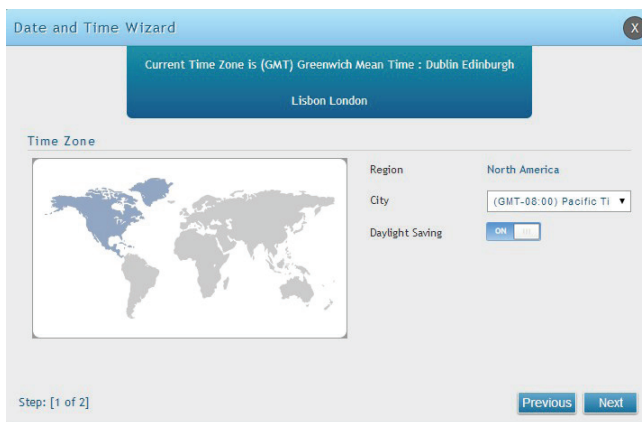 Date and Time Wizard
X
Current Time Zone is (GMT) Greenwich Mean Time : Dublin Edinburgh
Lisbon London
Time Zone
Region
North America
City
(GMT-08:00) Pacific Ti
Daylight Saving
ON
Step: [1 of 2]
Previous
Next